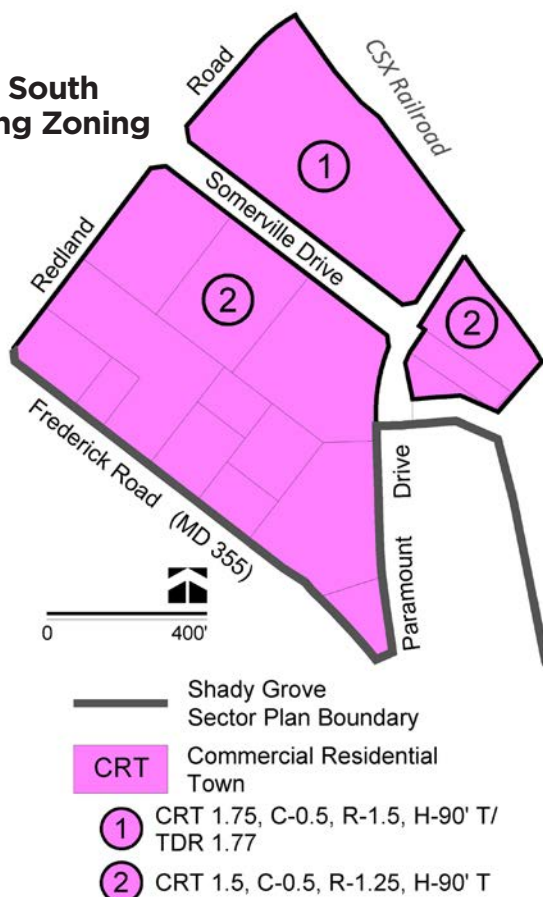 South
ng Zoning
Road
CSX Railroad
1
Somerville Drive
Redland
2
2
Frederick Road (MD 355)
Paramount Drive
0 400'
Shady Grove
Sector Plan Boundary
CRT
Commercial Residential
Town
1 CRT 1.75, C-0.5, R-1.5, H-90' T/
TDR 1.77
2 CRT 1.5, C-0.5, R-1.25, H-90' T